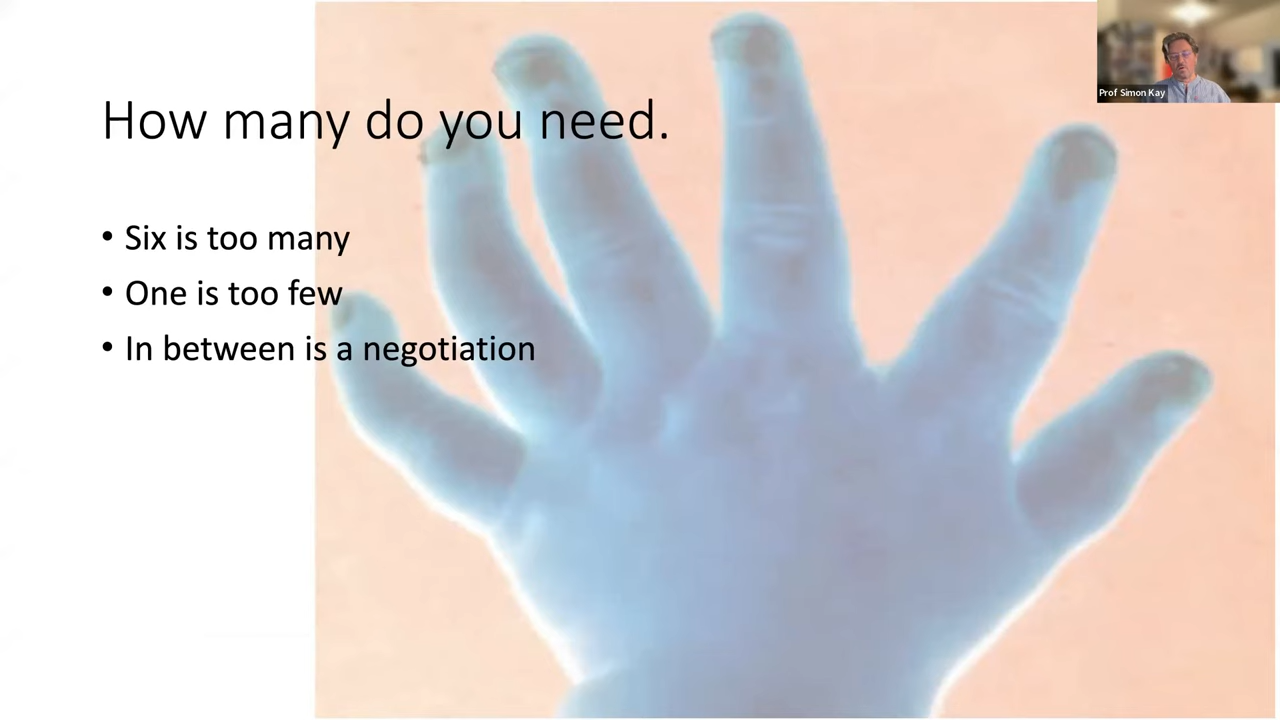 Prof Simon Kay
How many do you need.
• Six is too many
• One is too few
• In between is a negotiation